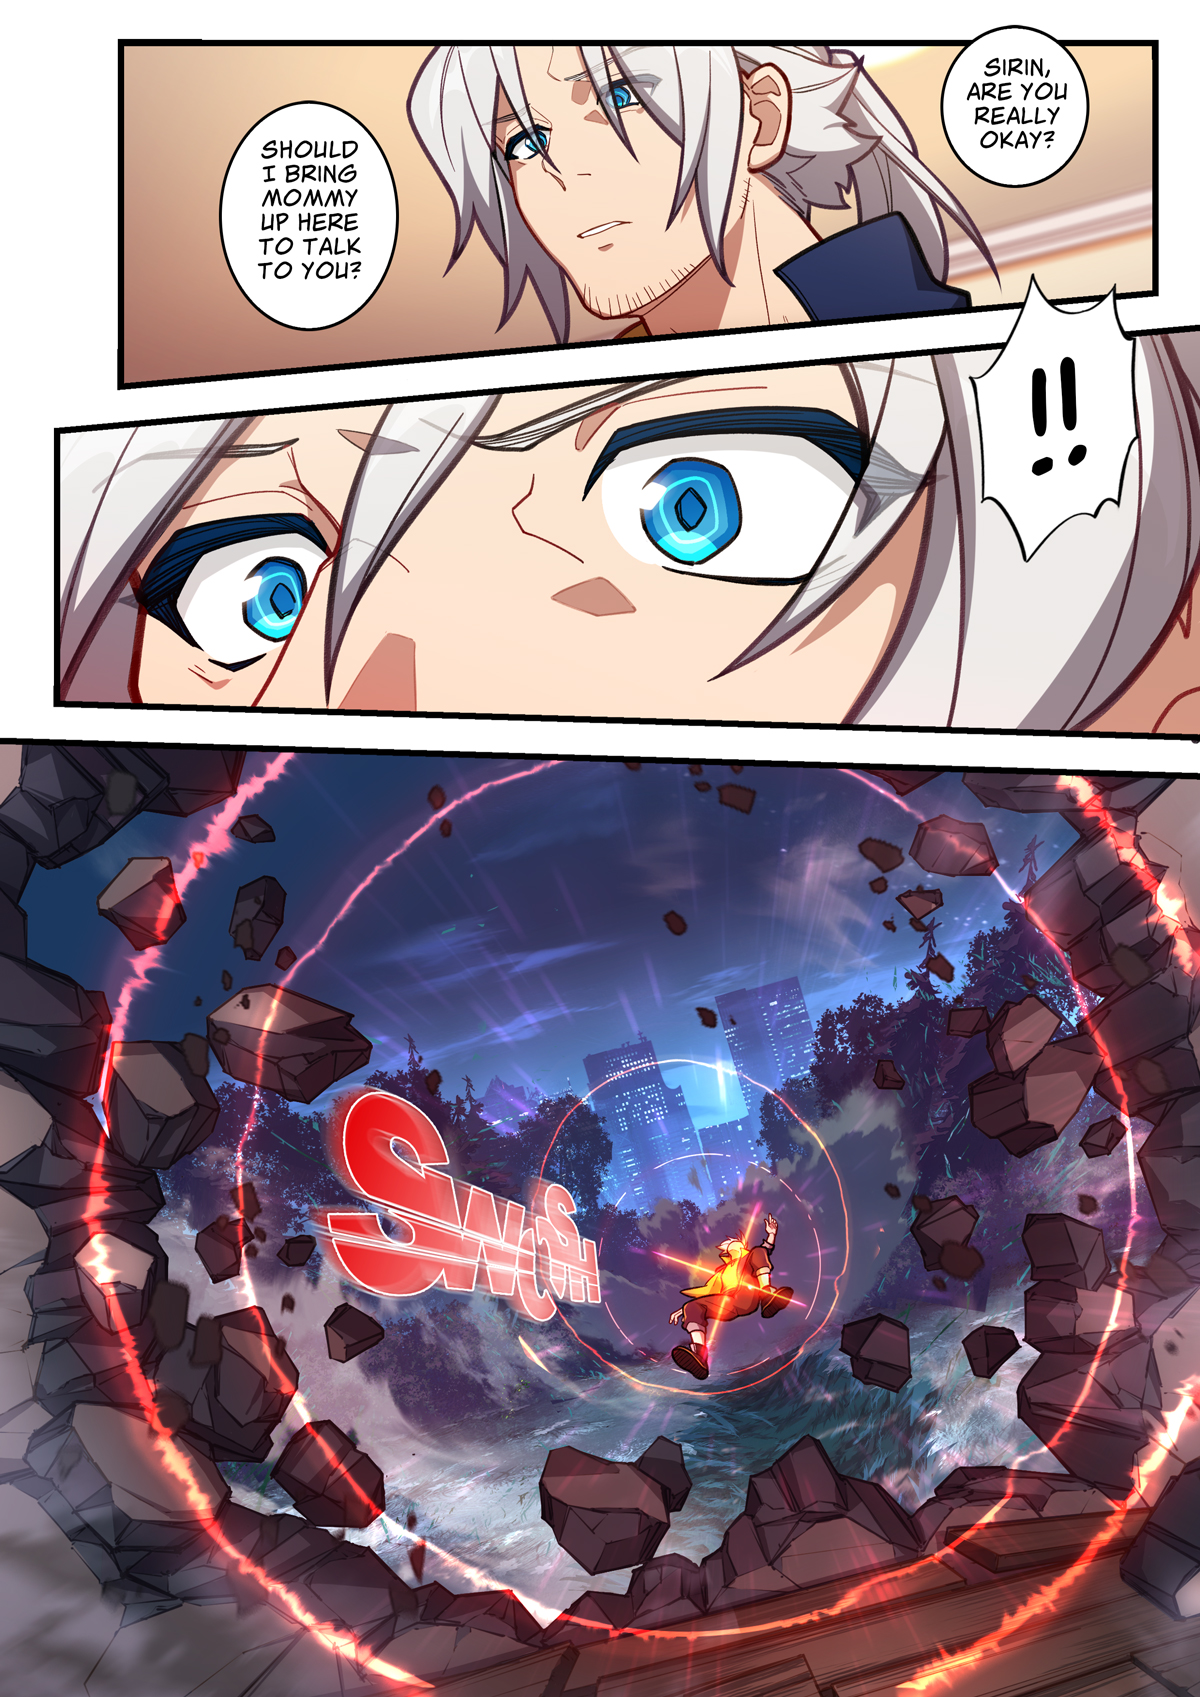 SIRIN,
ARE YOU
REALLY
OKAY?
SHOULD
I BRING
MOMMY
UP HERE
TO TALK
TO YOU?
!!
SWOOSH